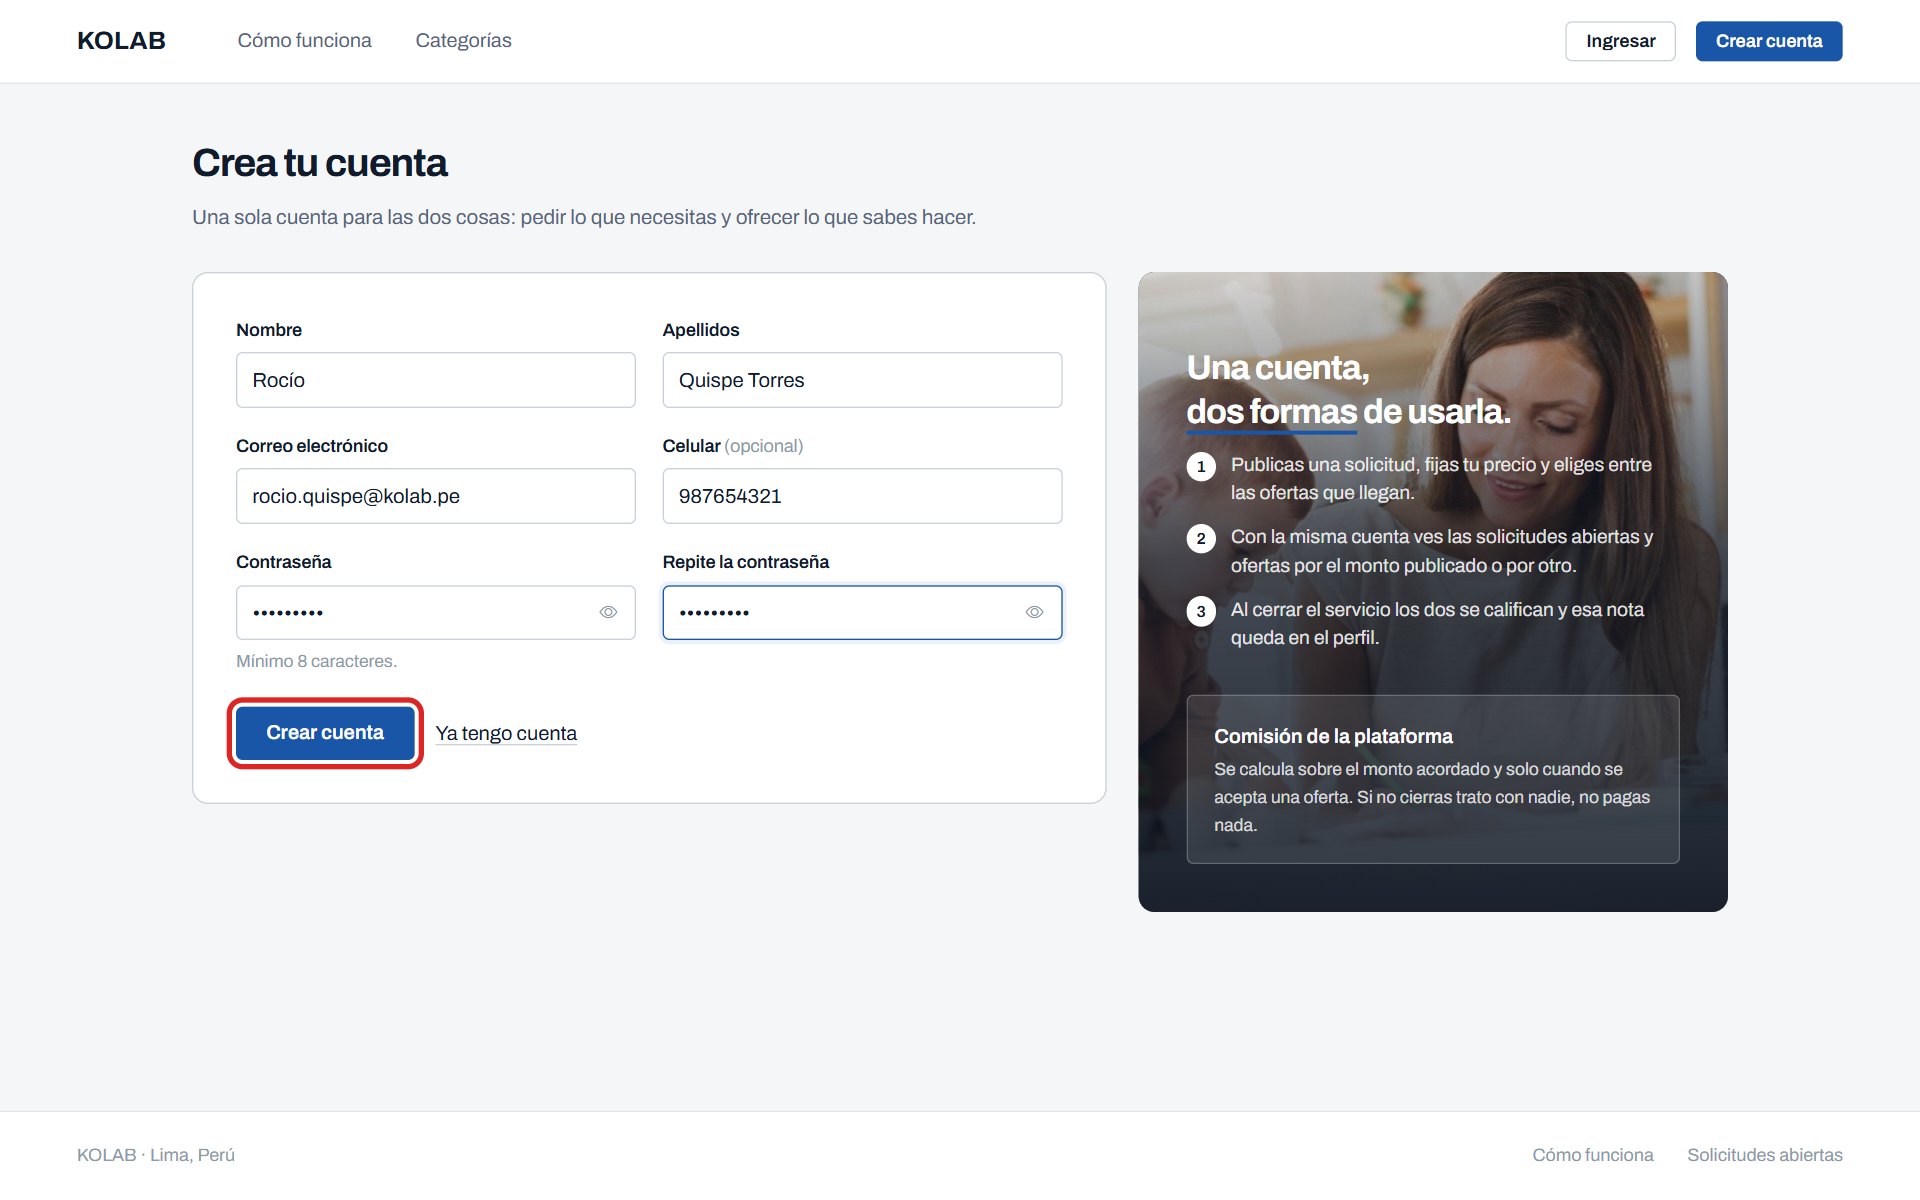 KOLAB
Cómo funciona
Categorías
Ingresar
Crear cuenta
Crea tu cuenta
Una sola cuenta para las dos cosas: pedir lo que necesitas y ofrecer lo que sabes hacer.
Nombre
Rocío
Apellidos
Quispe Torres
Correo electrónico
rocio.quispe@kolab.pe
Celular (opcional)
987654321
Contraseña
•••••••••
Repite la contraseña
•••••••••
Mínimo 8 caracteres.
Crear cuenta
Ya tengo cuenta
Una cuenta,
dos formas de usarla.
1 Publicas una solicitud, fijas tu precio y eliges entre
las ofertas que llegan.
2 Con la misma cuenta ves las solicitudes abiertas y
ofertas por el monto publicado o por otro.
3 Al cerrar el servicio los dos se califican y esa nota
queda en el perfil.
Comisión de la plataforma
Se calcula sobre el monto acordado y solo cuando se
acepta una oferta. Si no cierras trato con nadie, no pagas
nada.
KOLAB · Lima, Perú
Cómo funciona
Solicitudes abiertas